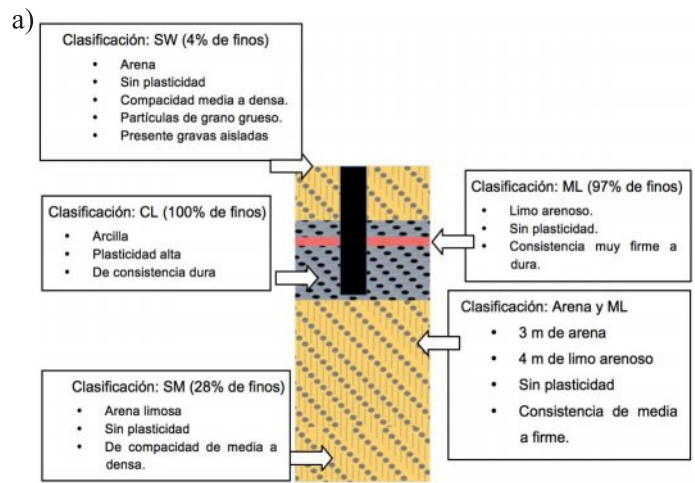 a)
Clasificación: SW (4% de finos)
• Arena
• Sin plasticidad
• Compacidad media a densa.
• Partículas de grano grueso.
• Presente gravas aisladas
Clasificación: CL (100% de finos)
• Arcilla
• Plasticidad alta
• De consistencia dura
Clasificación: ML (97% de finos)
• Limo arenoso.
• Sin plasticidad.
• Consistencia muy firme a
dura.
Clasificación: Arena y ML
• 3 m de arena
• 4 m de limo arenoso
• Sin plasticidad
• Consistencia de media
a firme.
Clasificación: SM (28% de finos)
• Arena limosa
• Sin plasticidad
• De compacidad de media a
densa.